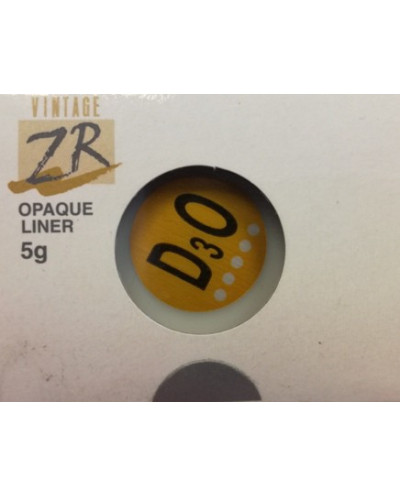 VINTAGE
ZR
OPAQUE
LINER
5g
D3O